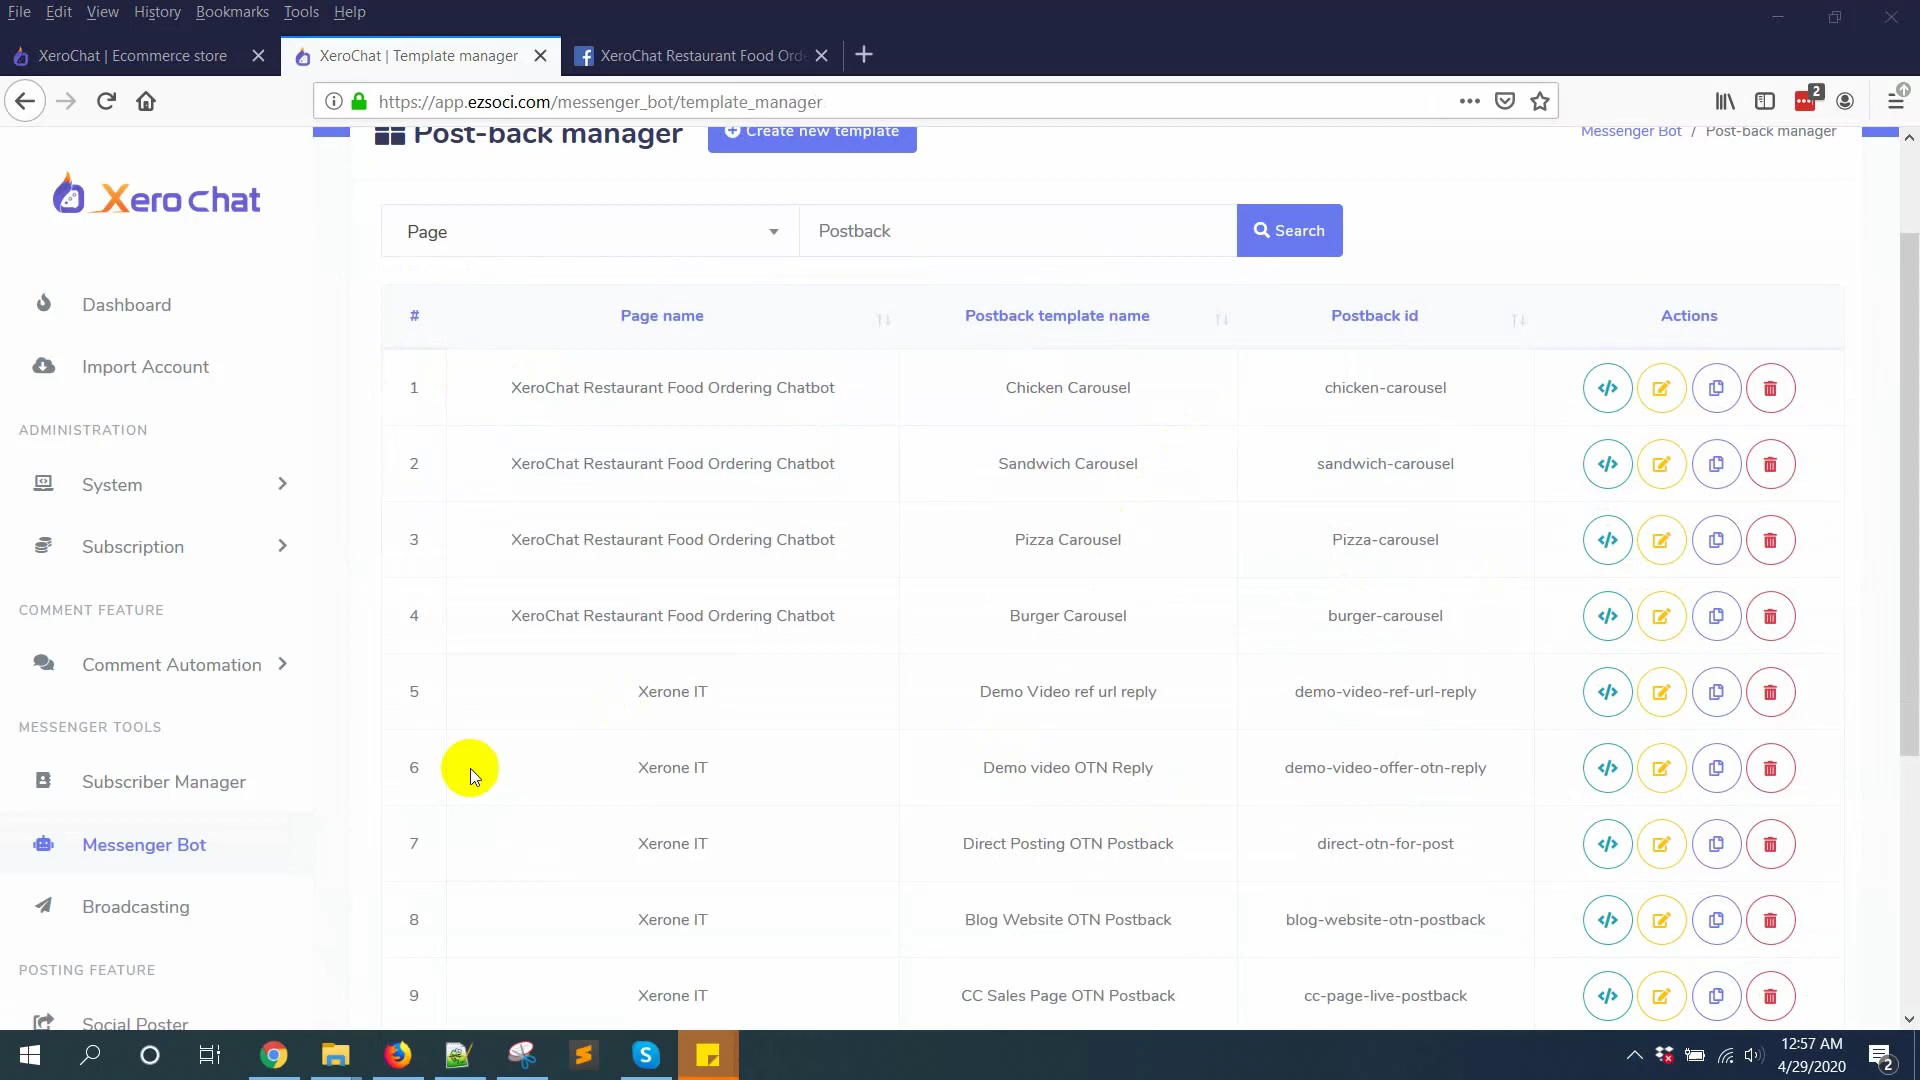 File Edit View History Bookmarks Tools Help
XeroChat | Ecommerce store
XeroChat | Template manager
XeroChat Restaurant Food Orde
https://app.ezsoci.com/messenger_bot/template_manager
2
Post-back manager
Create new template
Messenger Bot / Post-back manager
Xero Chat
Page
Postback
Search
Dashboard
Import Account
ADMINISTRATION
System
Subscription
COMMENT FEATURE
Comment Automation
MESSENGER TOOLS
Subscriber Manager
Messenger Bot
Broadcasting
POSTING FEATURE
Social Poster
# Page name Postback template name Postback id Actions
1 XeroChat Restaurant Food Ordering Chatbot Chicken Carousel chicken-carousel
2 XeroChat Restaurant Food Ordering Chatbot Sandwich Carousel sandwich-carousel
3 XeroChat Restaurant Food Ordering Chatbot Pizza Carousel Pizza-carousel
4 XeroChat Restaurant Food Ordering Chatbot Burger Carousel burger-carousel
5 Xerone IT Demo Video ref url reply demo-video-ref-url-reply
6 Xerone IT Demo video OTN Reply demo-video-offer-otn-reply
7 Xerone IT Direct Posting OTN Postback direct-otn-for-post
8 Xerone IT Blog Website OTN Postback blog-website-otn-postback
9 Xerone IT CC Sales Page OTN Postback cc-page-live-postback
12:57 AM
4/29/2020
2